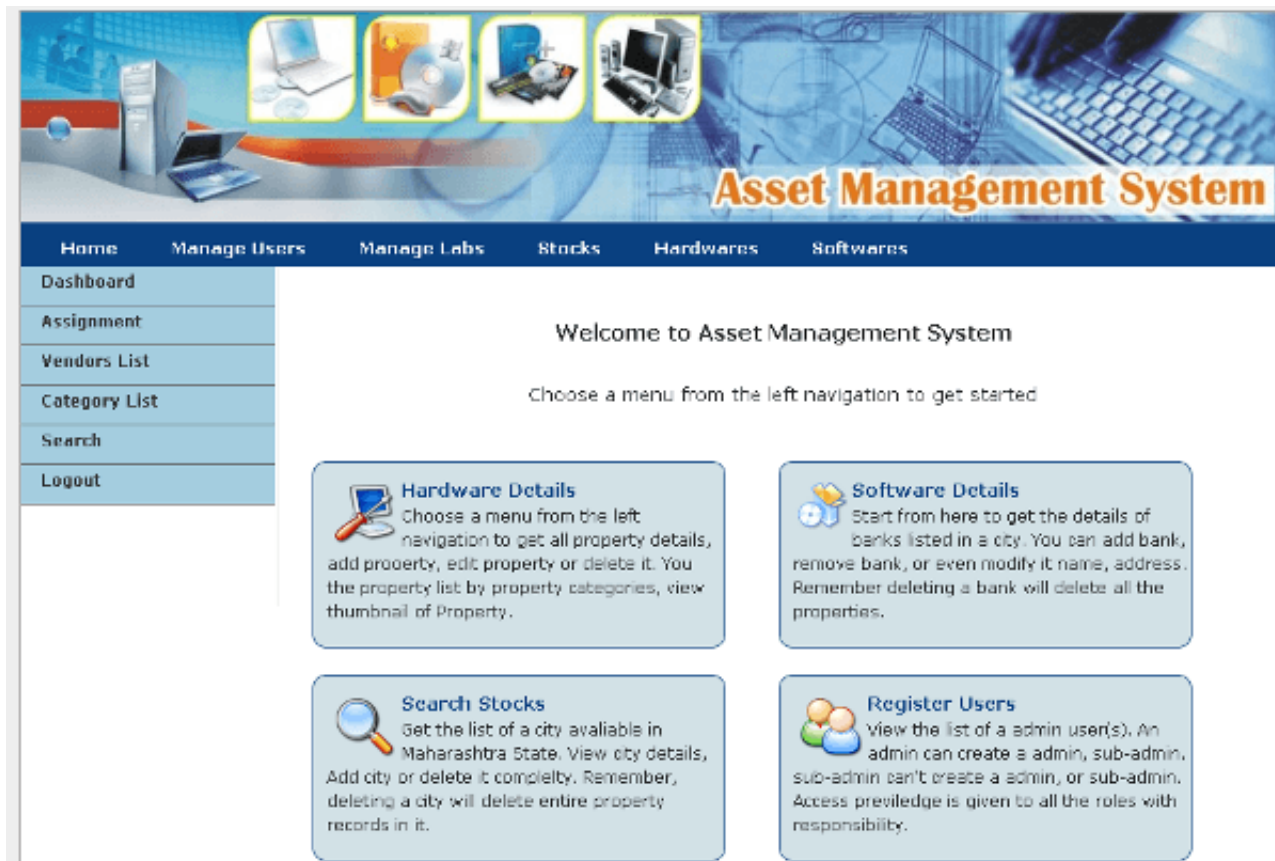 Asset Management System
Home Manage Users Manage Labs Stocks Hardwares Softwares
Dashboard
Assignment
Vendors List
Category List
Search
Logout
Welcome to Asset Management System
Choose a menu from the left navigation to get started
Hardware Details
Choose a menu from the left
navigation to get all property details,
add property, edit property or delete it. You
the property list by property categories, view
thumbnail of Property.
Software Details
Start from here to get the details of
banks listed in a city. You can add bank,
remove bank, or even modify it name, address.
Remember deleting a bank will delete all the
properties.
Search Stocks
Get the list of a city avaliable in
Maharashtra State. View city details,
Add city or delete it complelty. Remember,
deleting a city will delete entire property
records in it.
Register Users
View the list of a admin user(s). An
admin can create a admin, sub-admin.
sub-admin can't create a admin, or sub-admin.
Access previledge is given to all the roles with
responsibility.